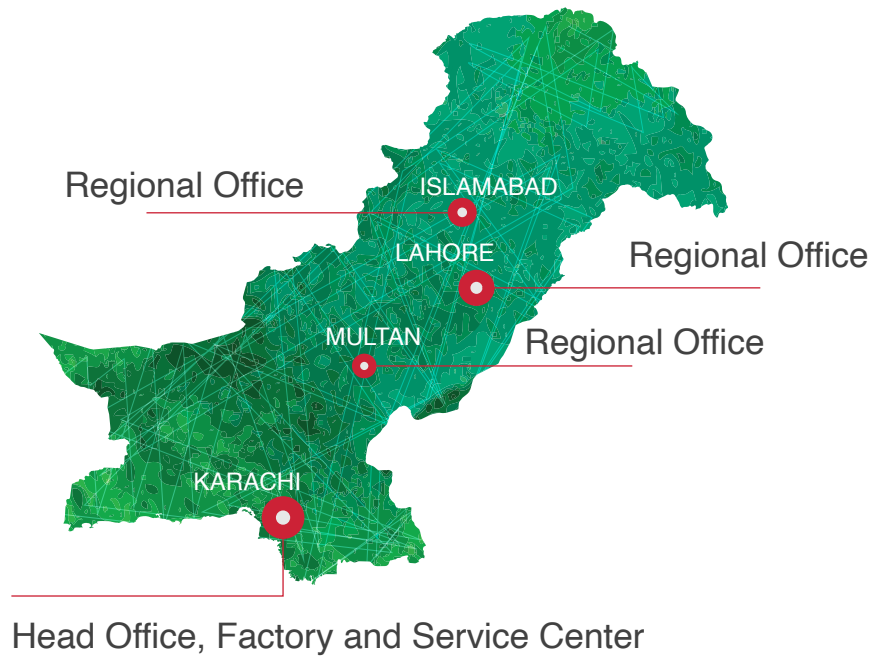 Regional Office
ISLAMABAD
LAHORE
Regional Office
MULTAN
Regional Office
KARACHI
Head Office, Factory and Service Center